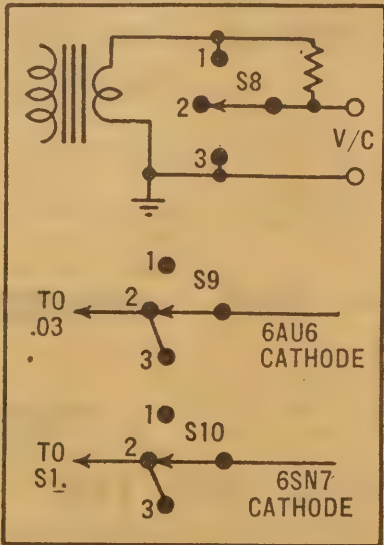 1
S8
2
V/C
3
1
S9
TO
.03
2
3
6AU6
CATHODE
1
S10
TO
S1.
2
3
6SN7
CATHODE